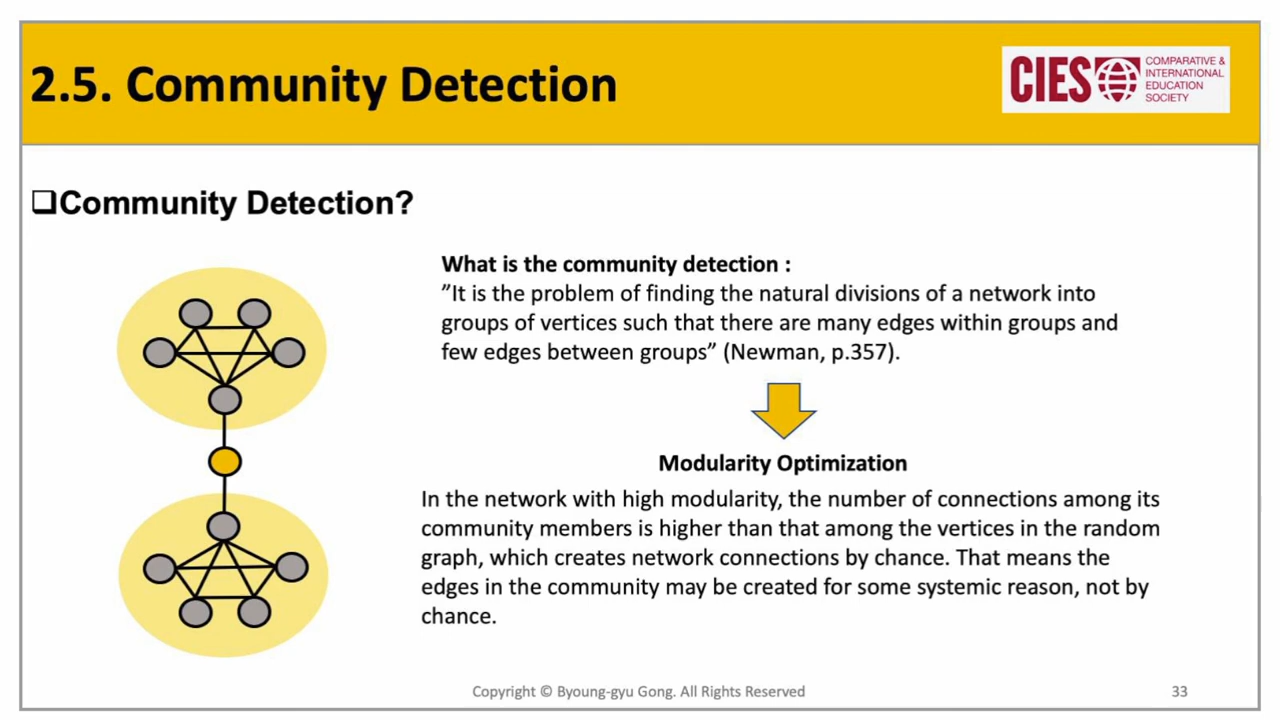 2.5. Community Detection
CIES
COMPARATIVE &
INTERNATIONAL
EDUCATION
SOCIETY
❑Community Detection?
What is the community detection :
”It is the problem of finding the natural divisions of a network into
groups of vertices such that there are many edges within groups and
few edges between groups” (Newman, p.357).
Modularity Optimization
In the network with high modularity, the number of connections among its
community members is higher than that among the vertices in the random
graph, which creates network connections by chance. That means the
edges in the community may be created for some systemic reason, not by
chance.
Copyright © Byoung-gyu Gong. All Rights Reserved
33